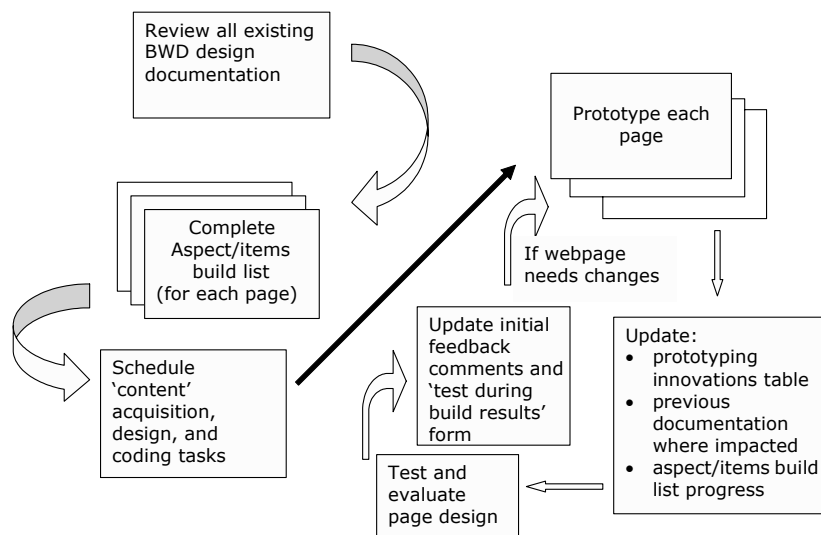 Review all existing
BWD design
documentation
Complete
Aspect/items
build list
(for each page)
Schedule
‘content’
acquisition,
design, and
coding tasks
Prototype each
page
Update:
• prototyping
innovations table
• previous
documentation
where impacted
• aspect/items build
list progress
Test and
evaluate
page design
Update initial
feedback
comments and
‘test during
build results’
form
If webpage
needs changes